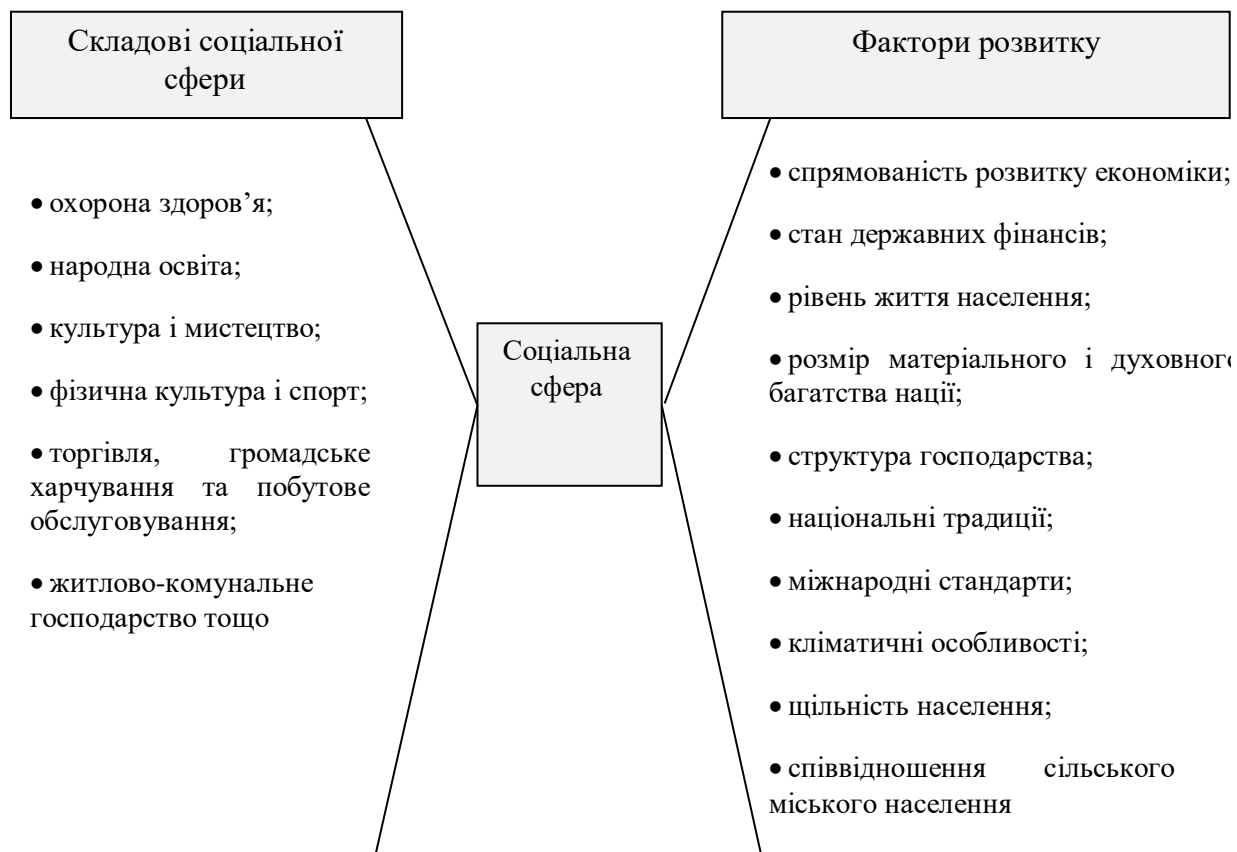 Складові соціальної
сфери
• охорона здоров’я;
• народна освіта;
• культура і мистецтво;
• фізична культура і спорт;
• торгівля, громадське
харчування та побутове
обслуговування;
• житлово-комунальне
господарство тощо
Соціальна
сфера
Фактори розвитку
• спрямованість розвитку економіки;
• стан державних фінансів;
• рівень життя населення;
• розмір матеріального і духовного
багатства нації;
• структура господарства;
• національні традиції;
• міжнародні стандарти;
• кліматичні особливості;
• щільність населення;
• співвідношення сільського
міського населення